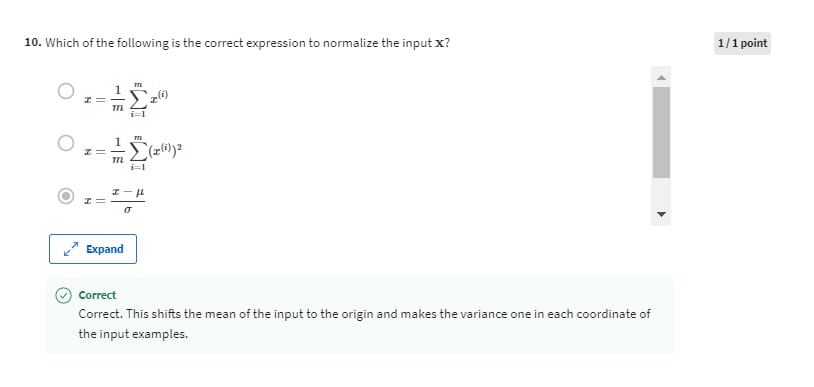 10. Which of the following is the correct expression to normalize the input x?
1/1 point
x = \frac{1}{m} \sum_{i=1}^{m} x^{(i)}
x = \frac{1}{m} \sum_{i=1}^{m} (x^{(i)})^2
x = \frac{x - \mu}{\sigma}
Expand
Correct
Correct. This shifts the mean of the input to the origin and makes the variance one in each coordinate of
the input examples.